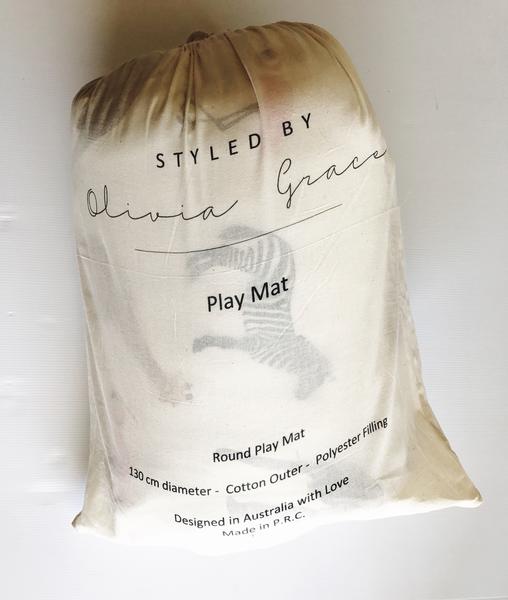 STYLED BY
Olivia Grace
Play Mat
Round Play Mat
130 cm diameter - Cotton Outer - Polyester Filling
Designed in Australia with Love
Made in P.R.C.